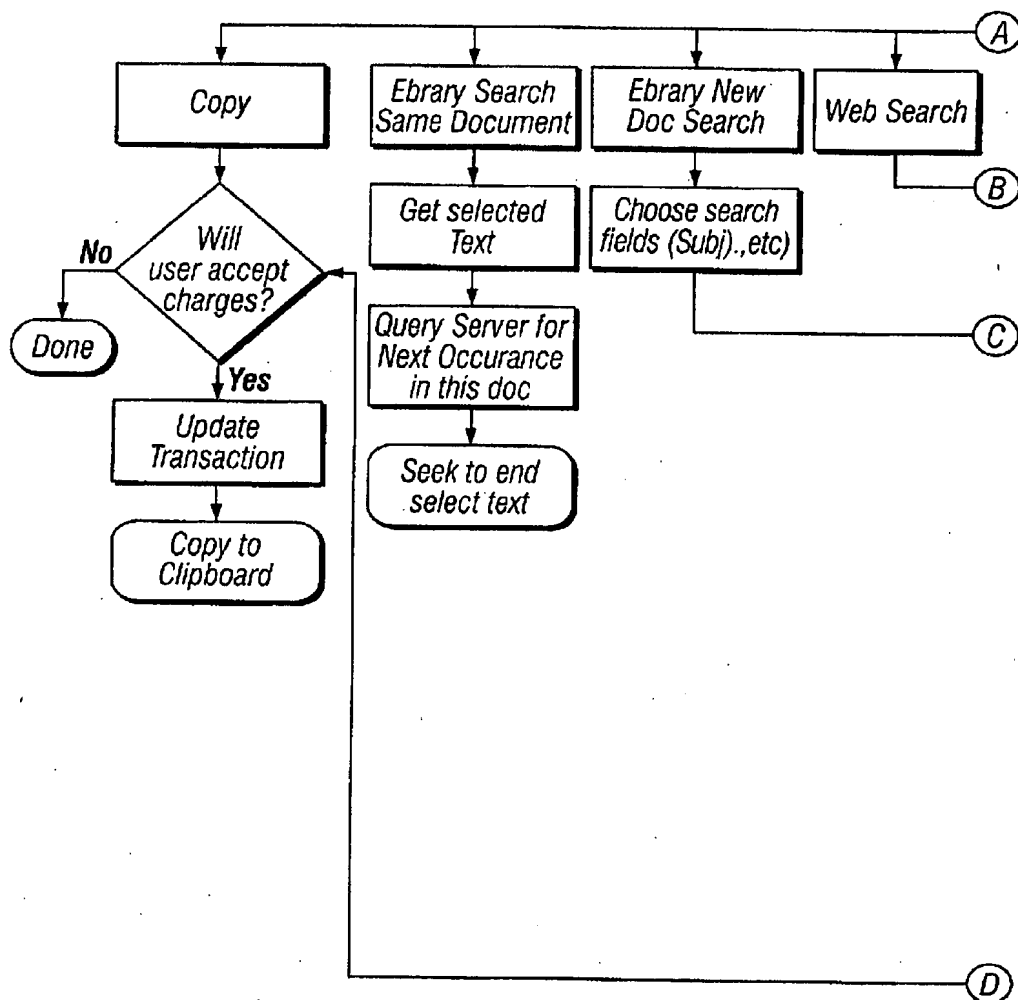 A
Copy
Ebrary Search
Same Document
Ebrary New
Doc Search
Web Search
B
Will
user accept
charges?
No
Done
Yes
Update
Transaction
Copy to
Clipboard
Get selected
Text
Query Server for
Next Occurance
in this doc
Seek to end
select text
Choose search
fields (Subj).,etc)
C
D